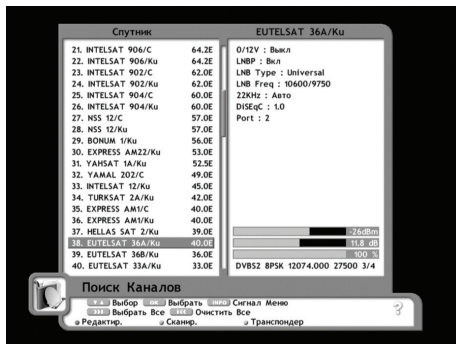 Спутник
EUTELSAT 36A/Ku
21. INTELSAT 906/C 64.2E
22. INTELSAT 906/Ku 64.2E
23. INTELSAT 902/C 62.0E
24. INTELSAT 902/Ku 62.0E
25. INTELSAT 904/C 60.0E
26. INTELSAT 904/Ku 60.0E
27. NSS 12/C 57.0E
28. NSS 12/Ku 57.0E
29. BONUM 1/Ku 56.0E
30. EXPRESS AM22/Ku 53.0E
31. YAHSAT 1A/Ku 52.5E
32. YAMAL 202/C 49.0E
33. INTELSAT 12/Ku 45.0E
34. TURKSAT 2A/Ku 42.0E
35. EXPRESS AM1/C 40.0E
36. EXPRESS AM1/Ku 40.0E
37. HELLAS SAT 2/Ku 39.0E
38. EUTELSAT 36A/Ku 40.0E
39. EUTELSAT 36B/Ku 36.0E
40. EUTELSAT 33A/Ku 33.0E
0/12V : Выкл
LNBP : Вкл
LNB Type : Universal
LNB Freq : 10600/9750
22KHz : Авто
DiSEqC : 1.0
Port : 2
-26dBm
11.8 dB
100 %
DVBS2 8PSK 12074.000 27500 3/4
Поиск Каналов
Выбор OK Выбрать INFO Сигнал Меню
Выбрать Все Очистить Все
Редактир. Сканир. Транспондер